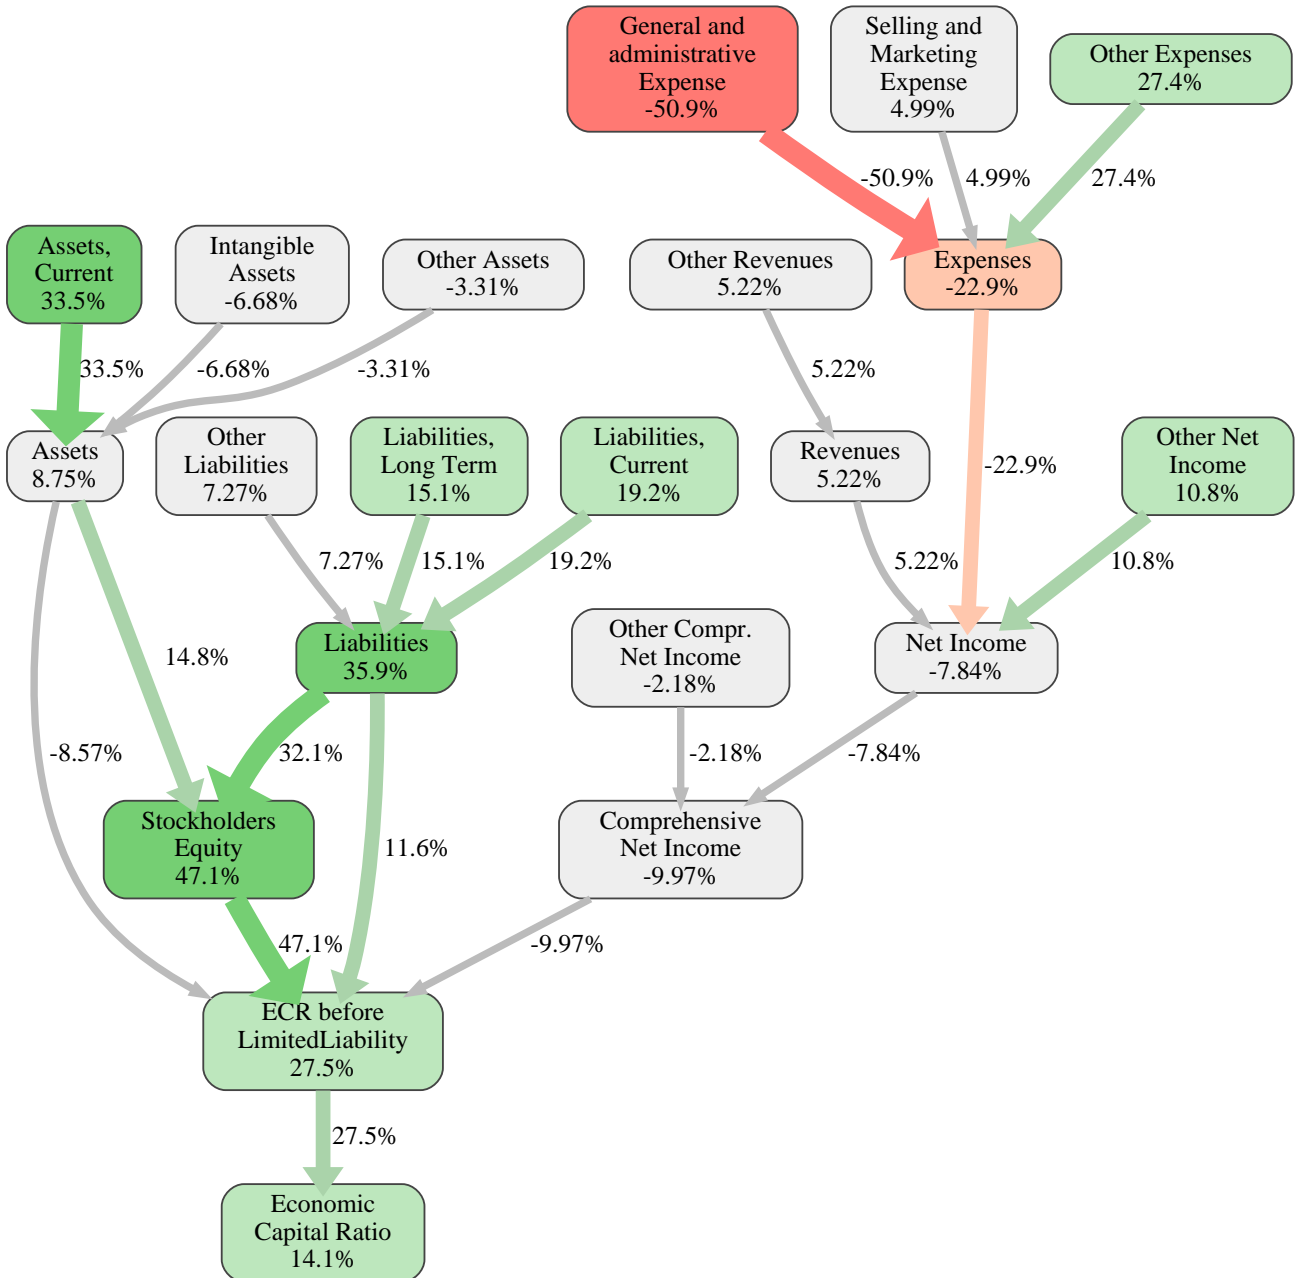 General and
administrative
Expense
-50.9%
Selling and
Marketing
Expense
4.99%
Other Expenses
27.4%
-50.9%
4.99%
27.4%
Assets,
Current
33.5%
Intangible
Assets
-6.68%
Other Assets
-3.31%
Other Revenues
5.22%
Expenses
-22.9%
33.5%
-6.68%
-3.31%
5.22%
-22.9%
Assets
8.75%
Other
Liabilities
7.27%
Liabilities,
Long Term
15.1%
Liabilities,
Current
19.2%
Revenues
5.22%
Other Net
Income
10.8%
7.27%
15.1%
19.2%
5.22%
10.8%
14.8%
Liabilities
35.9%
Other Compr.
Net Income
-2.18%
Net Income
-7.84%
-8.57%
32.1%
-2.18%
-7.84%
Stockholders
Equity
47.1%
11.6%
Comprehensive
Net Income
-9.97%
47.1%
-9.97%
ECR before
LimitedLiability
27.5%
27.5%
Economic
Capital Ratio
14.1%